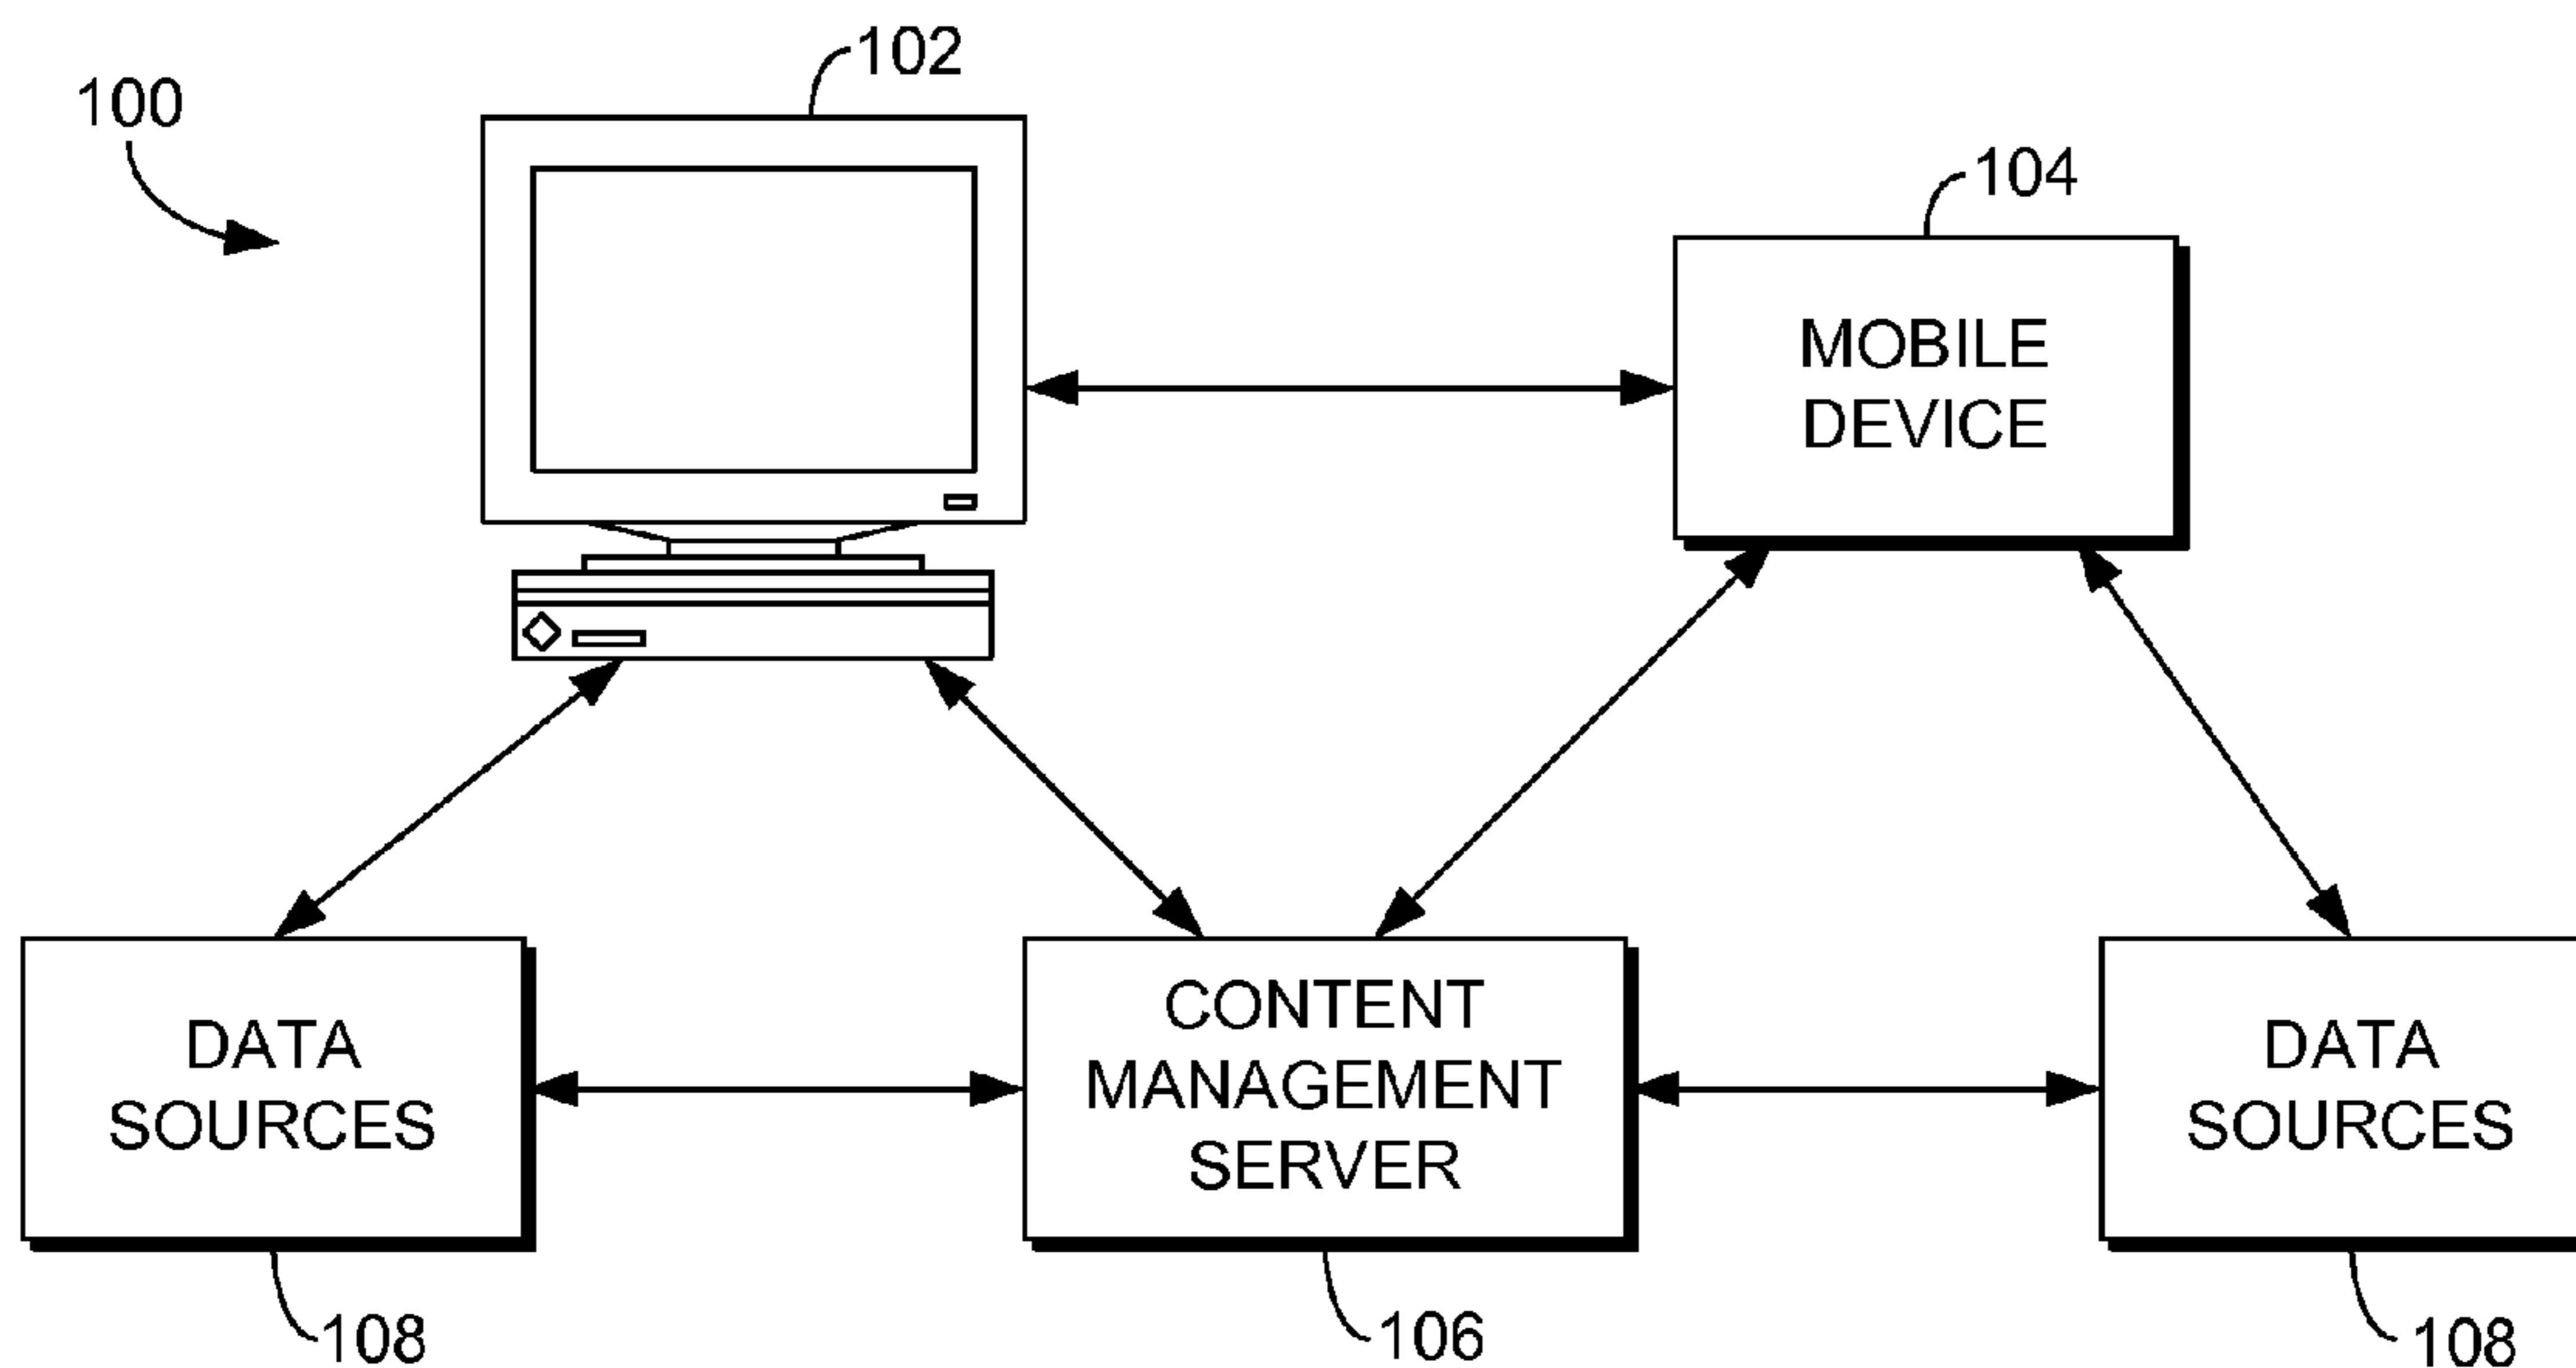 102
100
104
MOBILE
DEVICE
DATA
SOURCES
CONTENT
MANAGEMENT
SERVER
DATA
SOURCES
108
106
108